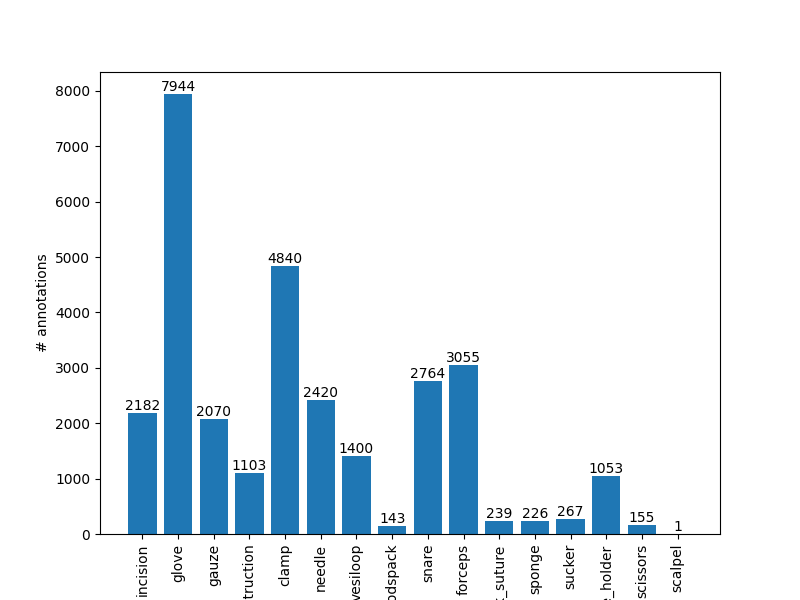 # annotations
8000
7000
6000
5000
4000
3000
2000
1000
0
2182
7944
2070
1103
4840
2420
1400
143
2764
3055
239
226
267
1053
155
1
incision
glove
gauze
truction
clamp
needle
vesiloop
odspack
snare
forceps
_suture
sponge
sucker
_holder
scissors
scalpel